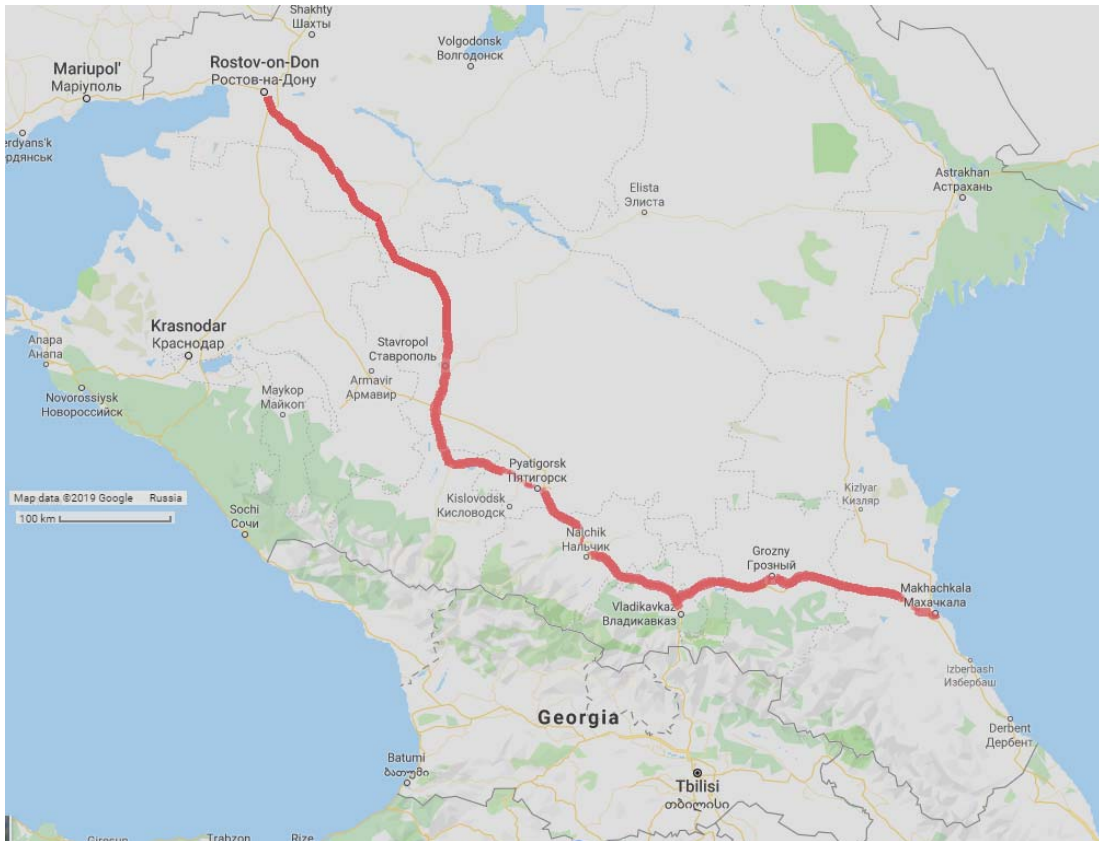 Shakhty
Шахты
Volgodonsk
Волгодонск
Rostov-on-Don
Ростов-на-Дону
Mariupol'
Маріуполь
erdyans'k
рдянськ
Astrakhan
Астрахань
Elista
Элиста
Krasnodar
Краснодар
Anapa
Анапа
Stavropol
Ставрополь
Armavir
Армавир
Maykop
Майкоп
Novorossiysk
Новороссийск
Pyatigorsk
Пятигорск
Kislovodsk
Кисловодск
Kizlyar
Кизляр
Map data ©2019 Google Russia
100 km
Sochi
Сочи
Nalchik
Нальчик
Grozny
Грозный
Makhachkala
Махачкала
Vladikavkaz
Владикавказ
Izberbash
Избербаш
Georgia
Derbent
Дербент
Batumi
ბათუმი
Tbilisi
თბილისი
Giresun
Trabzon
Rize